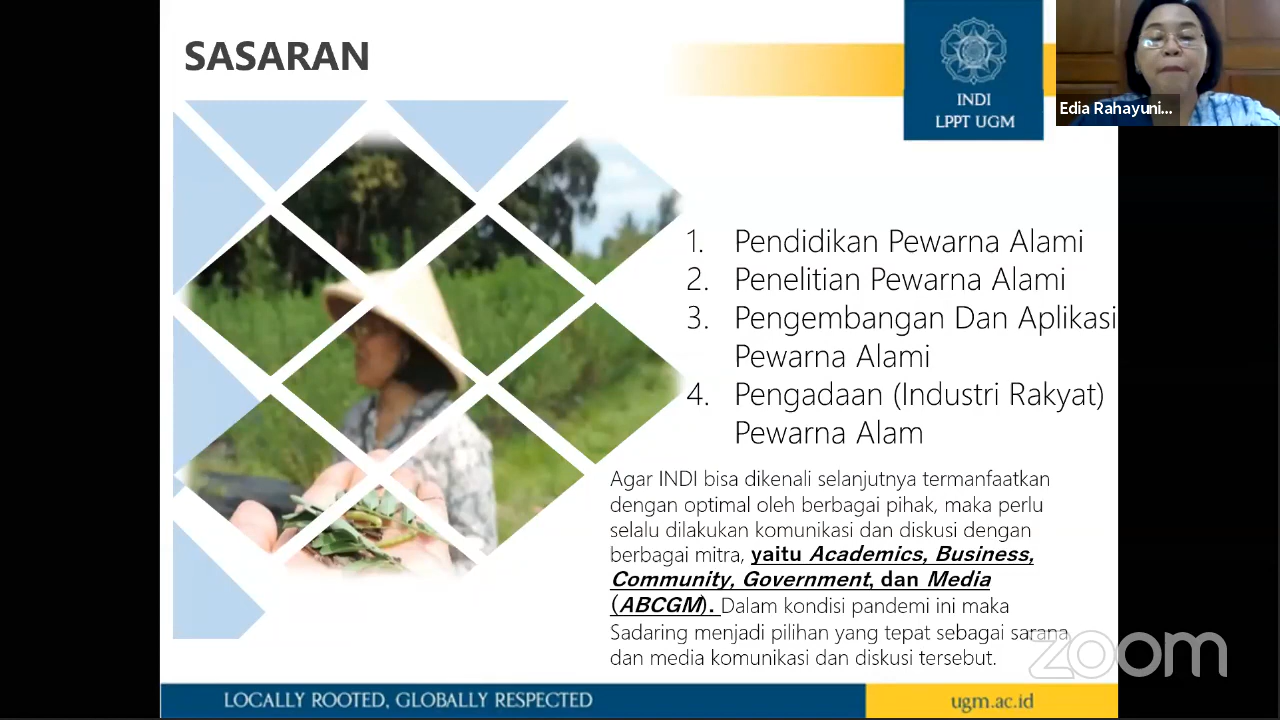 SASARAN
INDI
LPPT UGM
Edia Rahayuni...
1. Pendidikan Pewarna Alami
2. Penelitian Pewarna Alami
3. Pengembangan Dan Aplikasi
Pewarna Alami
4. Pengadaan (Industri Rakyat)
Pewarna Alam
Agar INDI bisa dikenali selanjutnya termanfaatkan
dengan optimal oleh berbagai pihak, maka perlu
selalu dilakukan komunikasi dan diskusi dengan
berbagai mitra, yaitu Academics, Business,
Community, Government, dan Media
(ABCGM). Dalam kondisi pandemi ini maka
Sadaring menjadi pilihan yang tepat sebagai sarana
dan media komunikasi dan diskusi tersebut.
zoom
LOCALLY ROOTED, GLOBALLY RESPECTED
ugm.ac.id